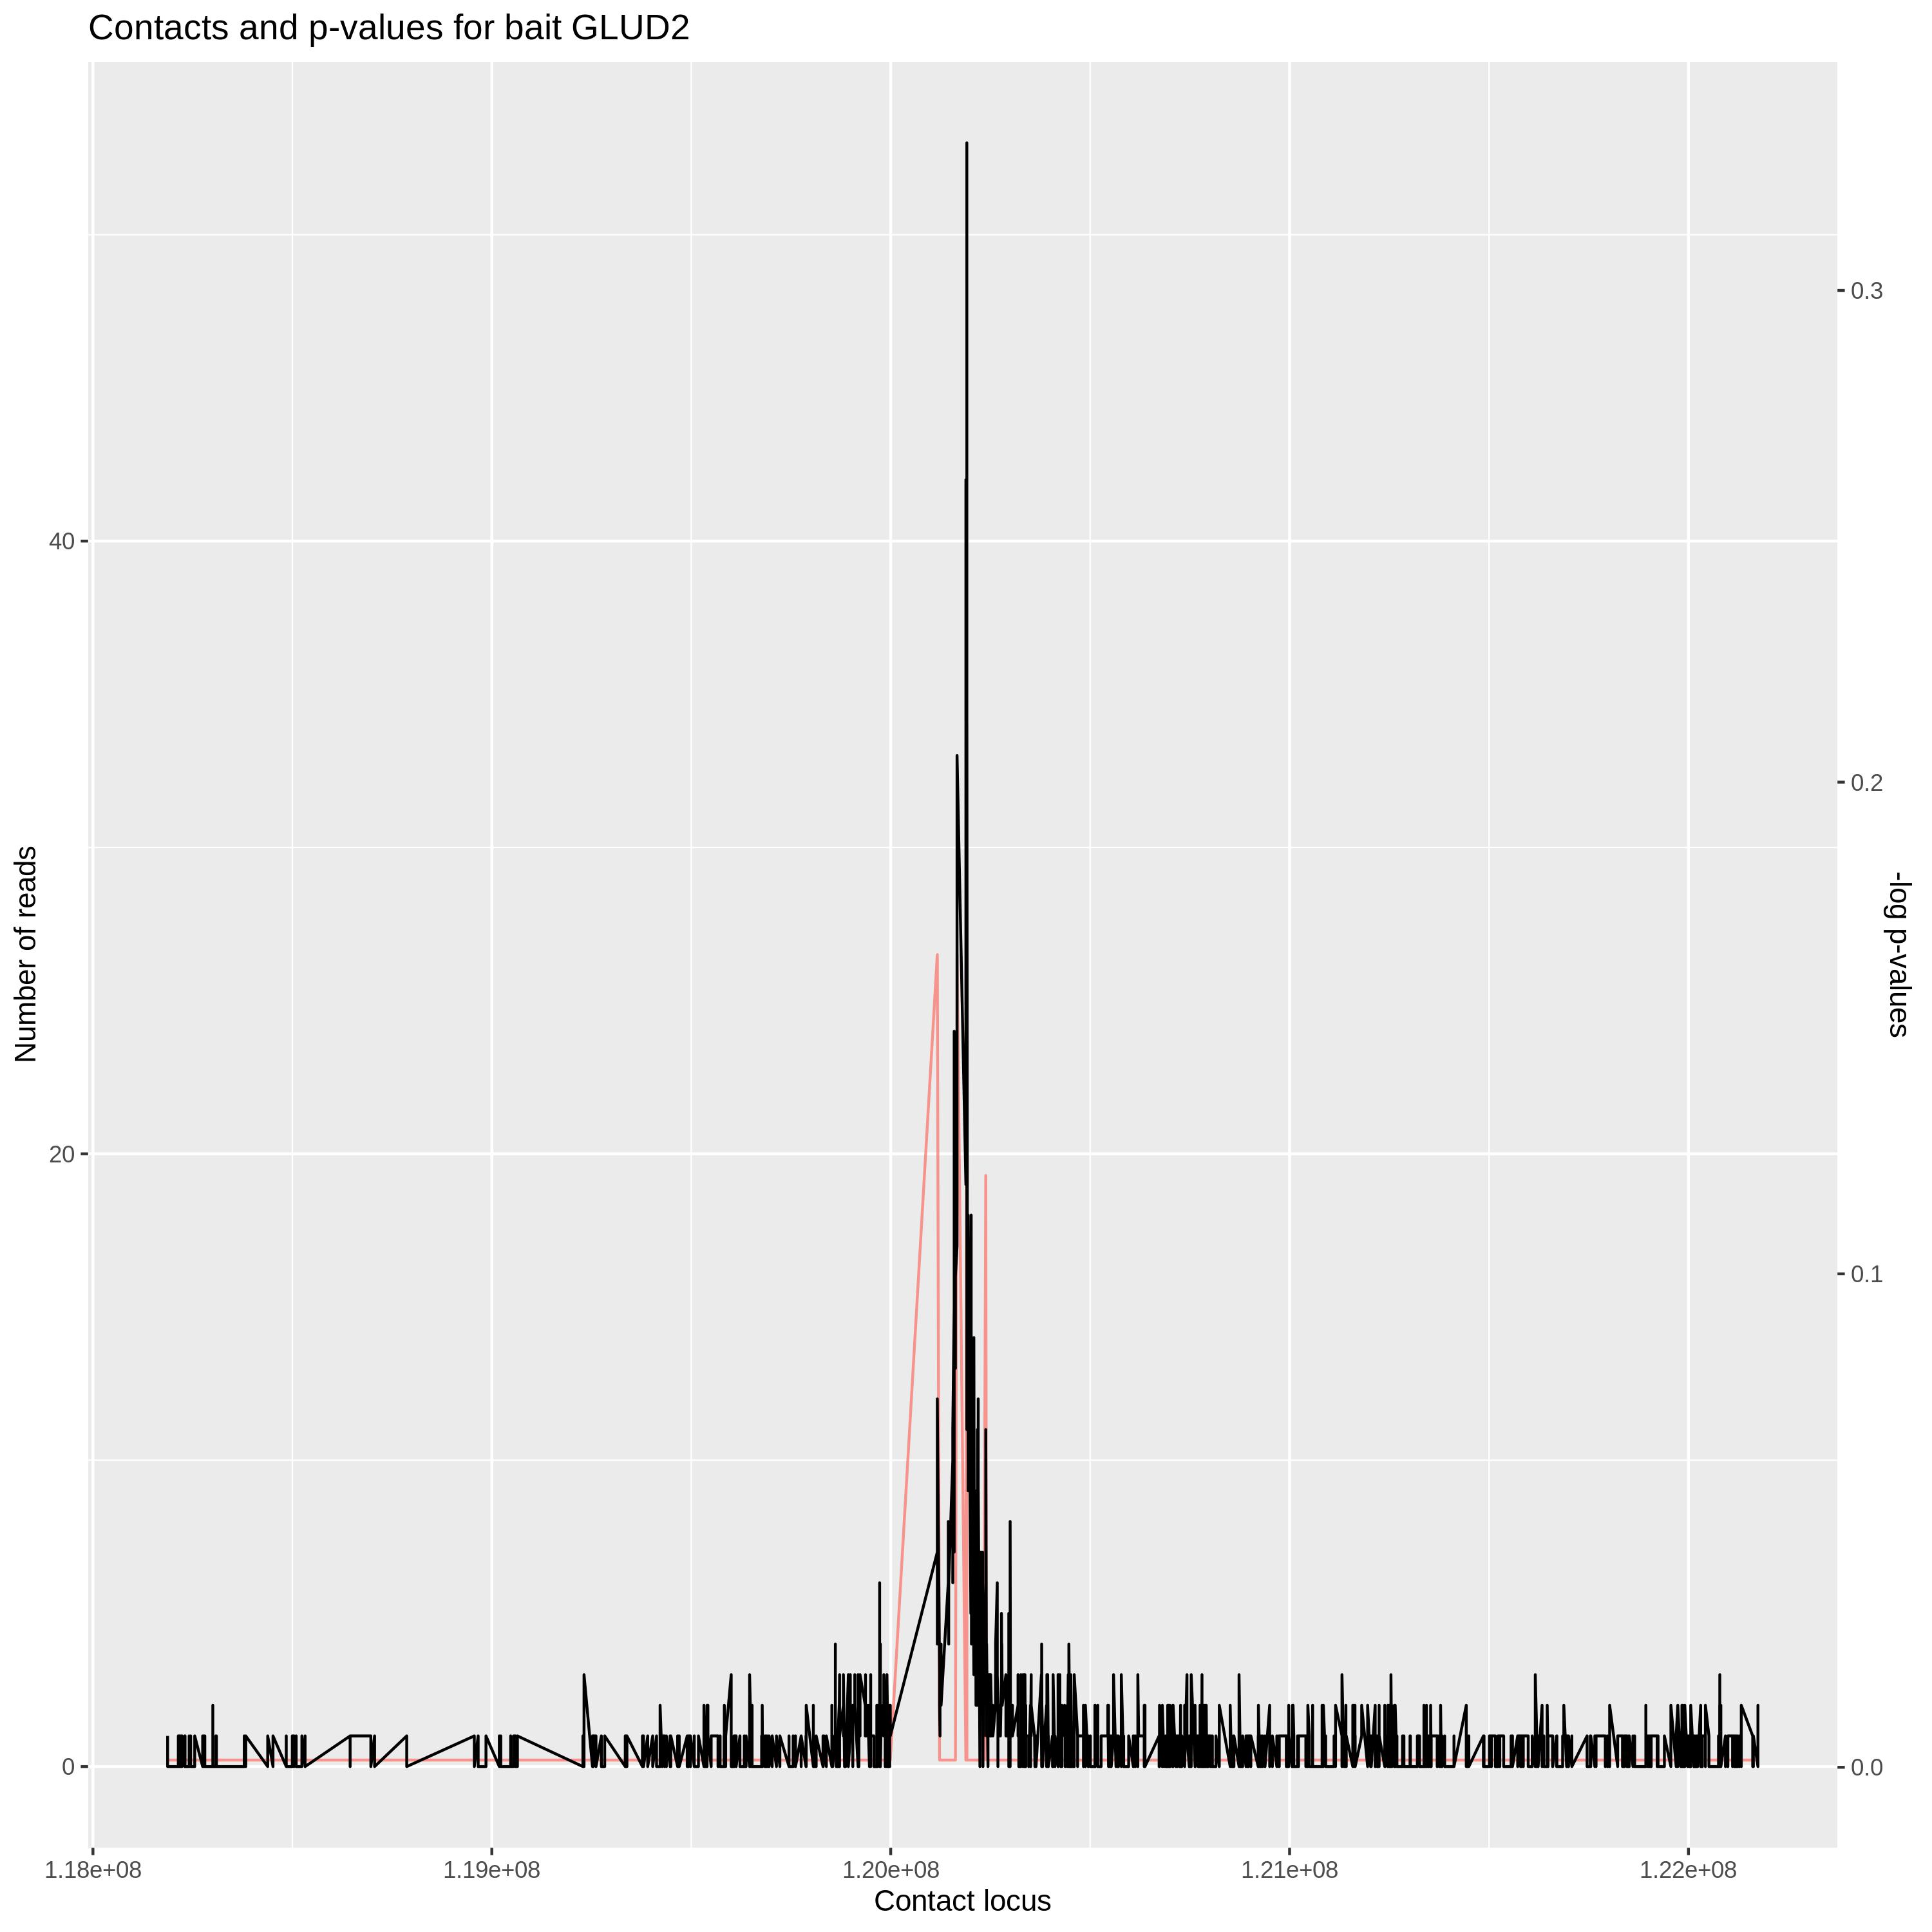 Contacts and p-values for bait GLUD2
Number of reads
40
20
0
0.3
0.2
0.1
0.0
-log p-values
1.18e+08 1.19e+08 1.20e+08 1.21e+08 1.22e+08
Contact locus